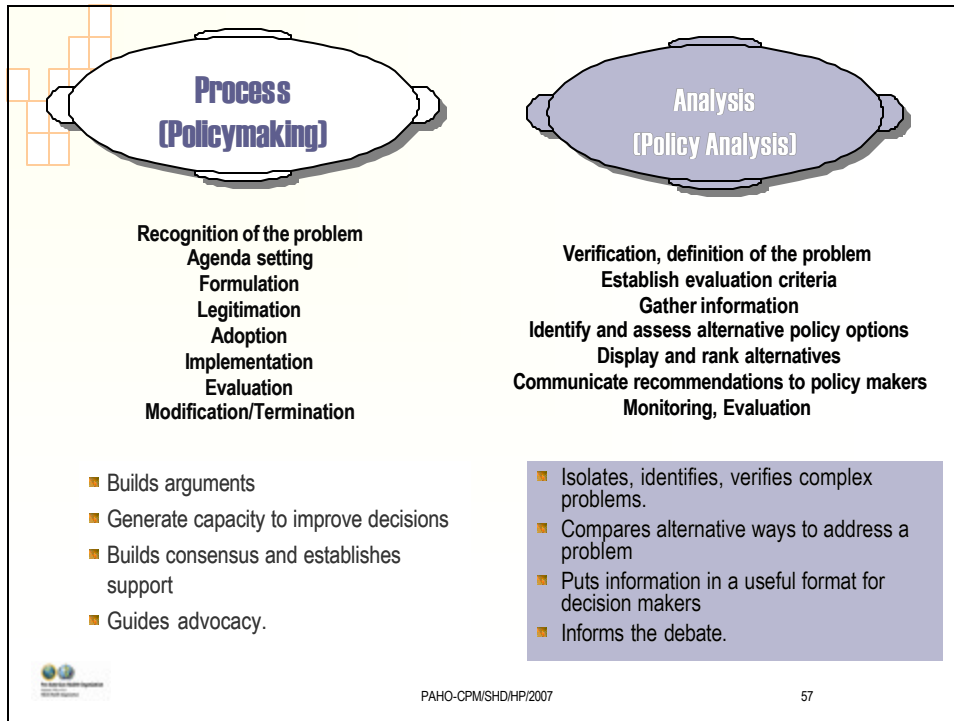 Process
(Policymaking)
Recognition of the problem
Agenda setting
Formulation
Legitimation
Adoption
Implementation
Evaluation
Modification/Termination
Builds arguments
Generate capacity to improve decisions
Builds consensus and establishes
support
Guides advocacy.
Analysis
(Policy Analysis)
Verification, definition of the problem
Establish evaluation criteria
Gather information
Identify and assess alternative policy options
Display and rank alternatives
Communicate recommendations to policy makers
Monitoring, Evaluation
Isolates, identifies, verifies complex
problems.
Compares alternative ways to address a
problem
Puts information in a useful format for
decision makers
Informs the debate.
PAHO-CPM/SHD/HP/2007
57